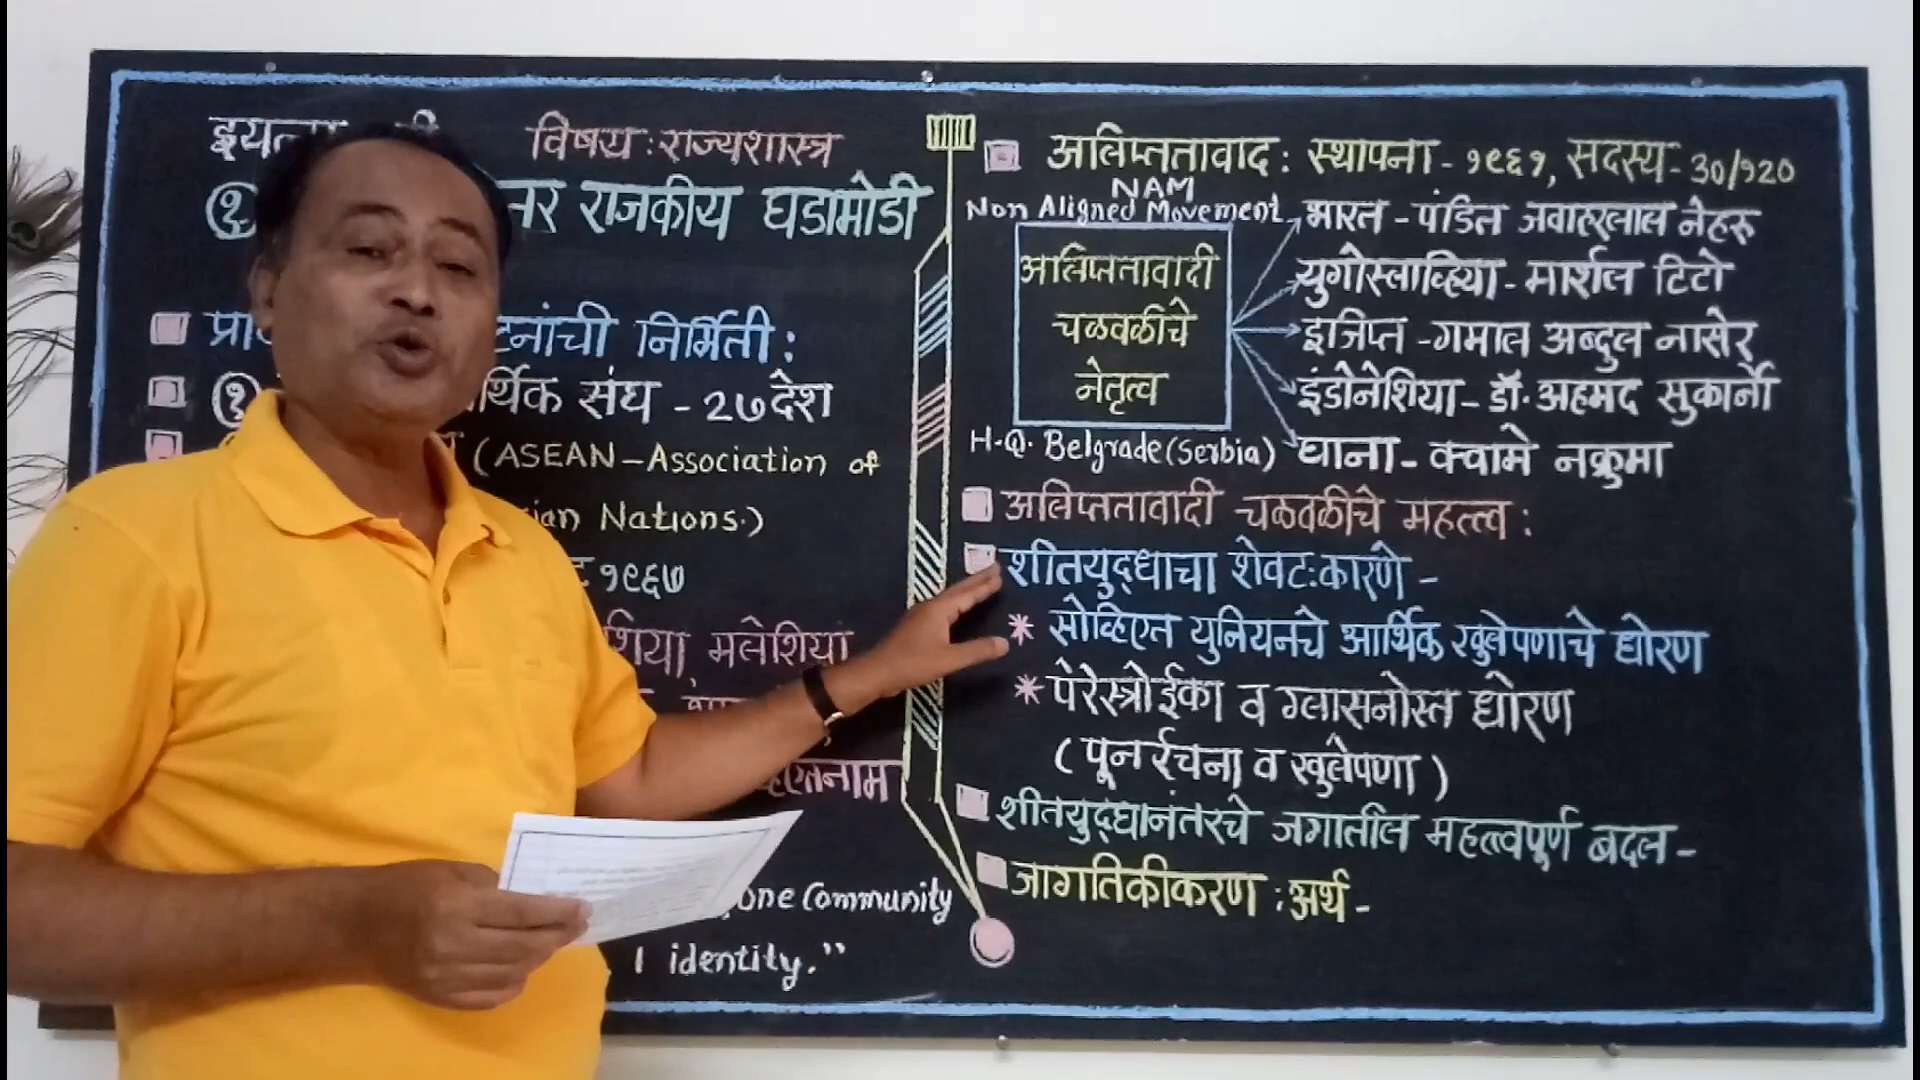 विषय : राज्यशास्त्र
राजकीय घडामोडी
निर्मिती :
संघ - २७ देश
(ASEAN - Association of
Nations.)
१९६७
मलेशिया
one Community
1 identity."
अलिप्ततावाद : स्थापना - १९६१, सदस्य - 30/१२0
NAM
Non Aligned Movement
अलिप्ततावादी
चळवळीचे
नेतृत्व
भारत - पंडित जवाहरलाल नेहरू
युगोस्लाव्हिया - मार्शल टिटो
इजिप्त - गमाल अब्दुल नासेर
इंडोनेशिया - डॉ. अहमद सुकार्नो
घाना - क्वामे नक्रुमा
H.Q. Belgrade (Serbia)
अलिप्ततावादी चळवळीचे महत्त्व :
शीतयुद्धाचा शेवट : कारणे -
* सोव्हिएत युनियनचे आर्थिक खुलेपणाचे धोरण
* पेरेस्त्रोईका व ग्लासनोस्त धोरण
(पूनर्रचना व खुलेपणा)
शीतयुद्धानंतरचे जगातील महत्त्वपूर्ण बदल -
जागतिकीकरण : अर्थ -